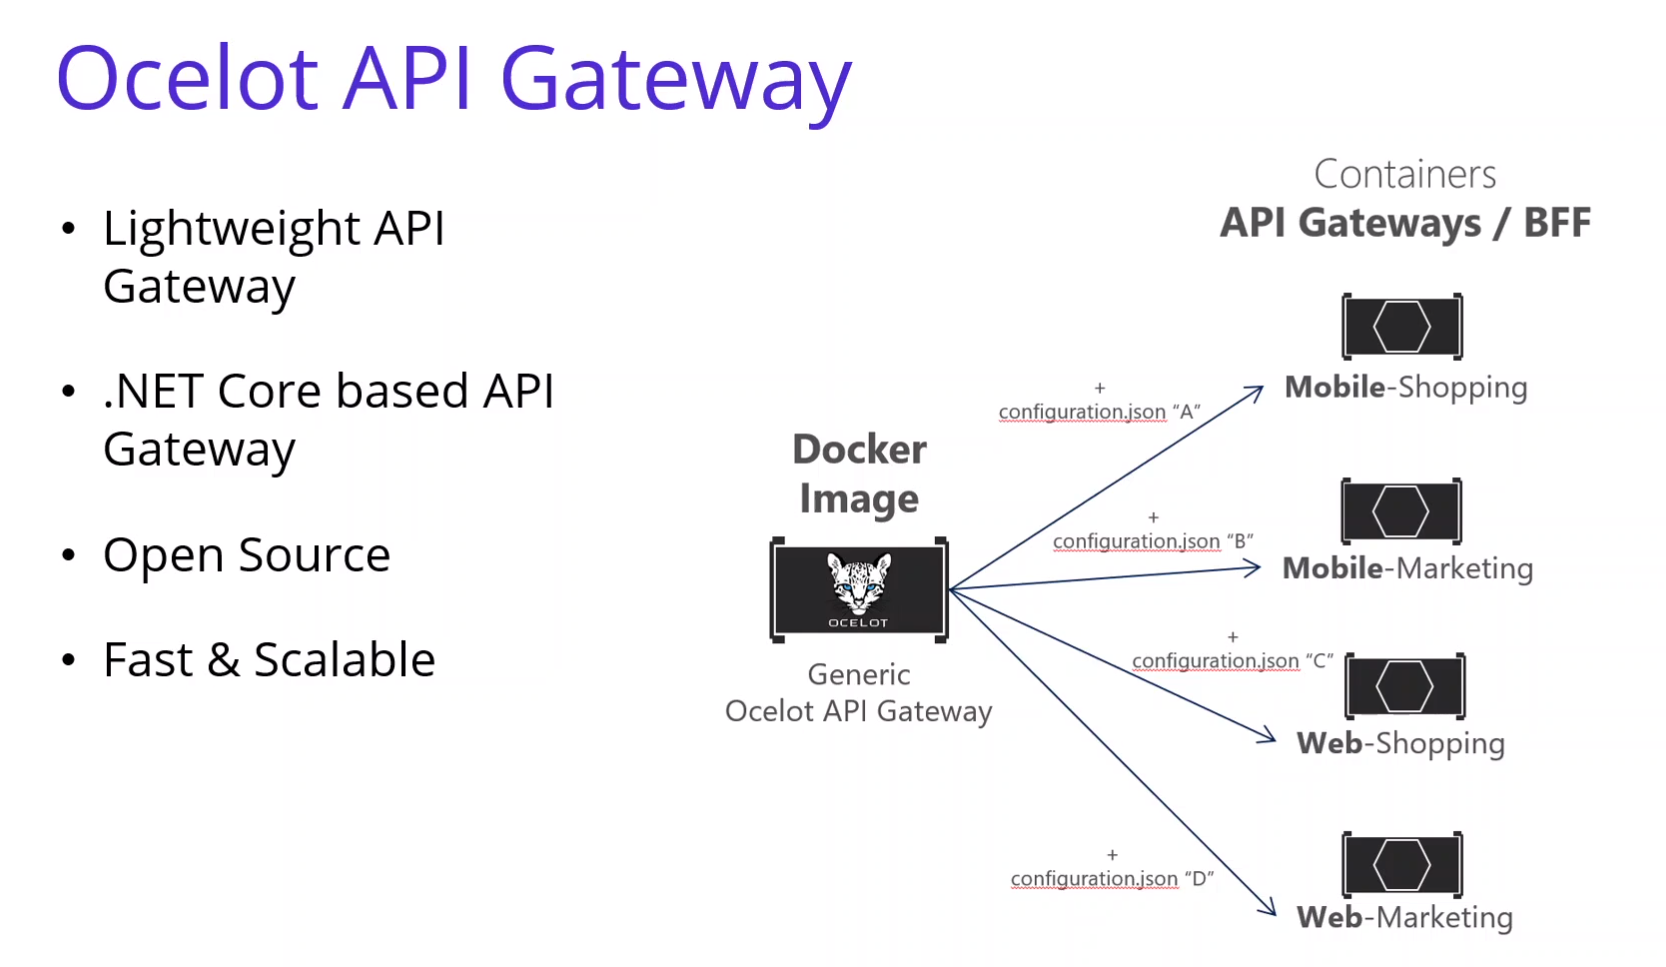 Ocelot API Gateway
• Lightweight API
Gateway
• .NET Core based API
Gateway
• Open Source
• Fast & Scalable
Containers
API Gateways / BFF
Mobile-Shopping
+
configuration.json “A”
Docker
Image
+
configuration.json “B”
Mobile-Marketing
OCELOT
Generic
Ocelot API Gateway
+
configuration.json “C”
Web-Shopping
+
configuration.json “D”
Web-Marketing